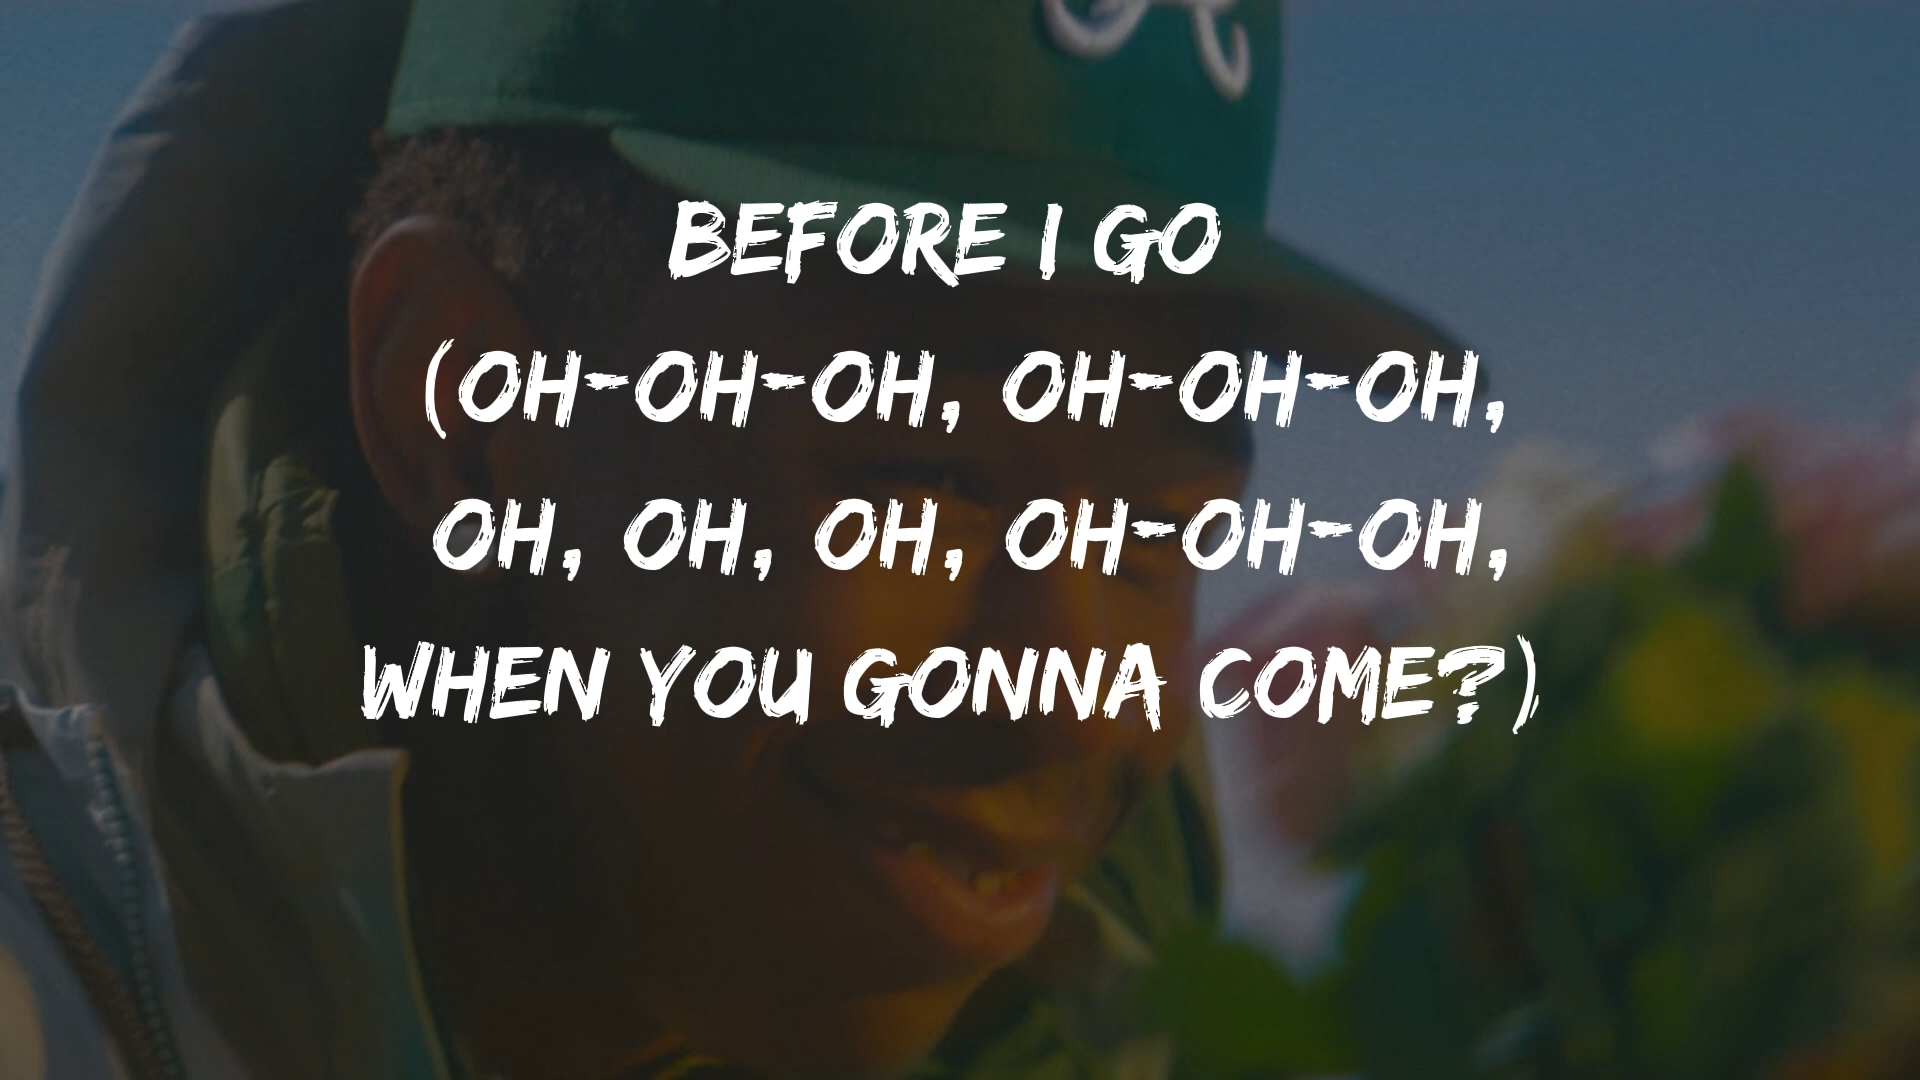 BEFORE I GO
(OH-OH-OH, OH-OH-OH,
OH, OH, OH, OH-OH-OH,
WHEN YOU GONNA COME?)